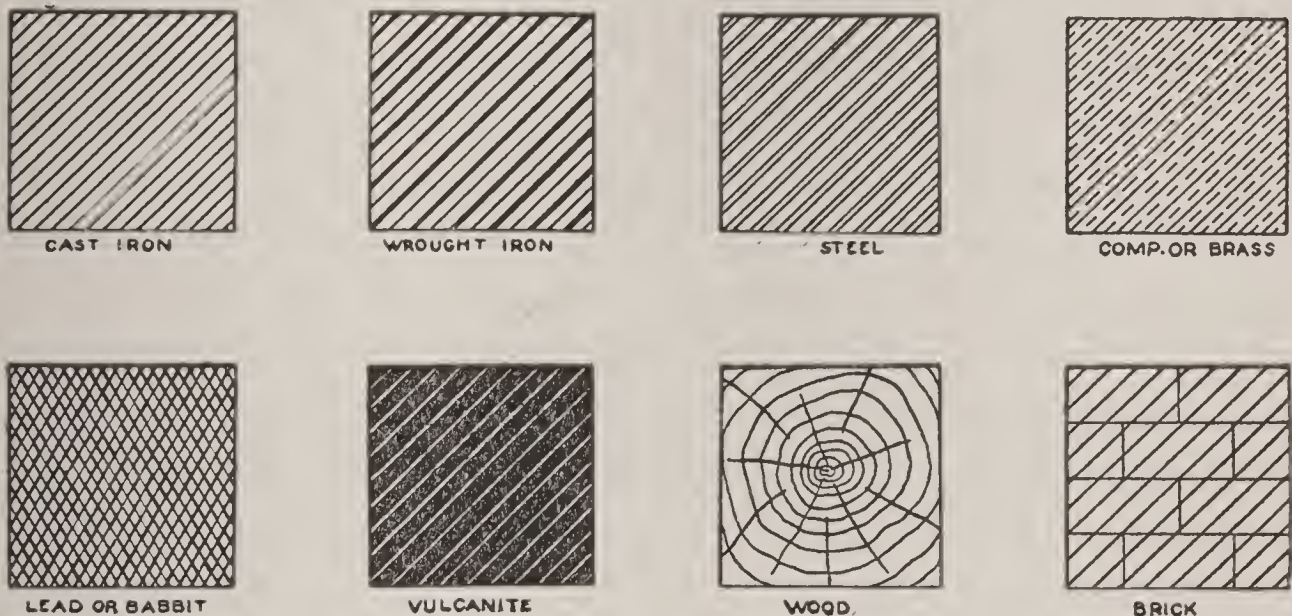 CAST IRON
WROUGHT IRON
STEEL
COMP. OR BRASS
LEAD OR BABBIT
VULCANITE
WOOD.
BRICK